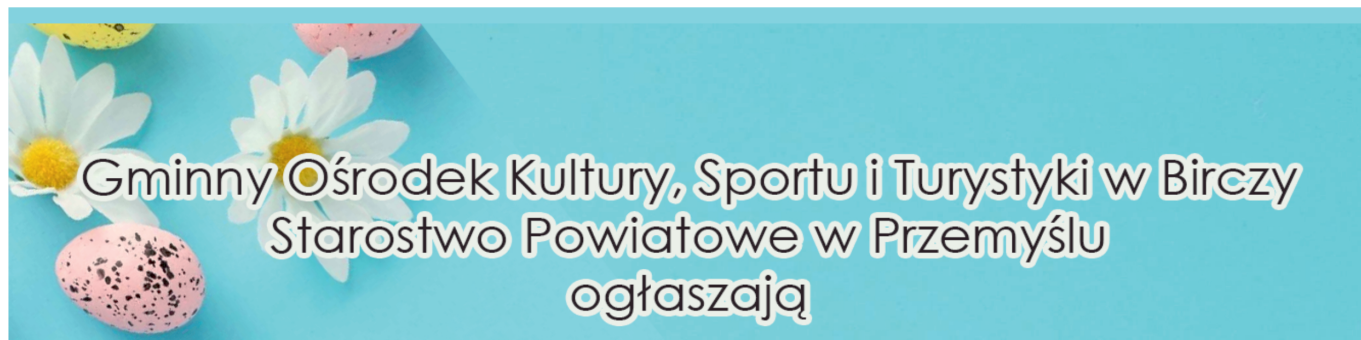 Gminny Ośrodek Kultury, Sportu i Turystyki w Birczy
Starostwo Powiatowe w Przemyślu
ogłaszają